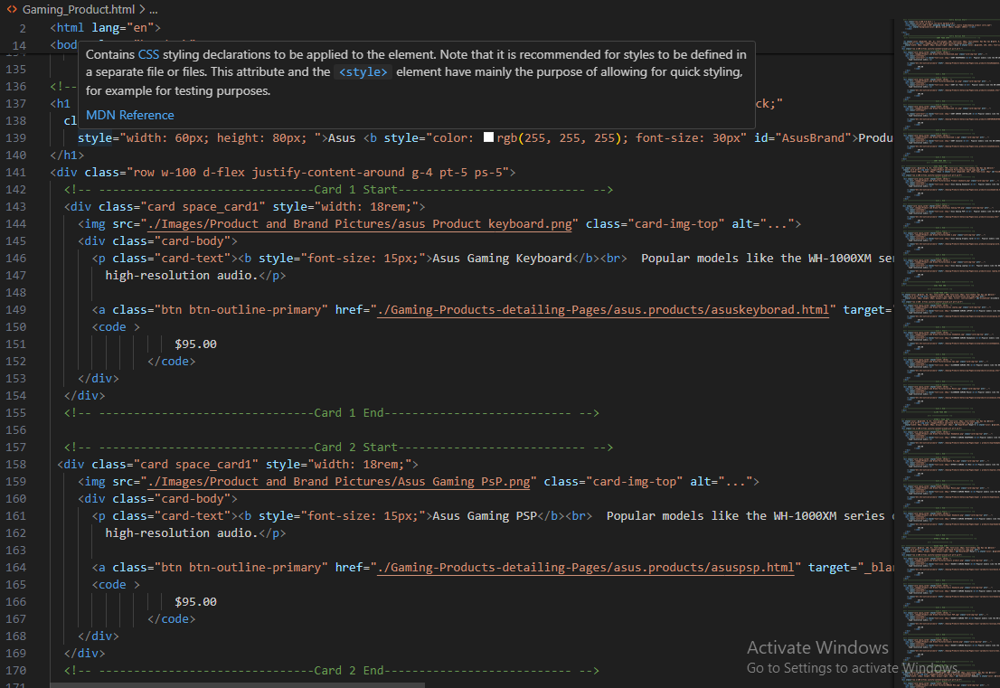 Gaming_Product.html > ...
2 <html lang="en">
14 <bod
Contains CSS styling declarations to be applied to the element. Note that it is recommended for styles to be defined in
a separate file or files. This attribute and the <style> element have mainly the purpose of allowing for quick styling,
for example for testing purposes.
MDN Reference
135
136 <!--
137 <h1 ck;"
138 cl
139 style="width: 60px; height: 80px; ">Asus <b style="color: rgb(255, 255, 255); font-size: 30px" id="AsusBrand">Produ
140 </h1>
141 <div class="row w-100 d-flex justify-content-around g-4 pt-5 ps-5">
142 <!-- -------------------------------Card 1 Start------------------------------ -->
143 <div class="card space_card1" style="width: 18rem;">
144 <img src="./Images/Product and Brand Pictures/asus Product keyboard.png" class="card-img-top" alt="...">
145 <div class="card-body">
146 <p class="card-text"><b style="font-size: 15px;">Asus Gaming Keyboard</b><br> Popular models like the WH-1000XM ser
147 high-resolution audio.</p>
148
149 <a class="btn btn-outline-primary" href="./Gaming-Products-detailing-Pages/asus.products/asuskeyborad.html" target="
150 <code >
151 $95.00
152 </code>
153 </div>
154 </div>
155 <!-- -------------------------------Card 1 End--------------------------- -->
156
157 <!-- -------------------------------Card 2 Start---------------------------- -->
158 <div class="card space_card1" style="width: 18rem;">
159 <img src="./Images/Product and Brand Pictures/Asus Gaming PsP.png" class="card-img-top" alt="...">
160 <div class="card-body">
161 <p class="card-text"><b style="font-size: 15px;">Asus Gaming PSP</b><br> Popular models like the WH-1000XM series
162 high-resolution audio.</p>
163
164 <a class="btn btn-outline-primary" href="./Gaming-Products-detailing-Pages/asus.products/asuspsp.html" target="_blan
165 <code >
166 $95.00
167 </code>
168 </div>
169 </div>
170 <!-- -------------------------------Card 2 End--------------------------- -->
171
Activate Windows
Go to Settings to activate Windows.